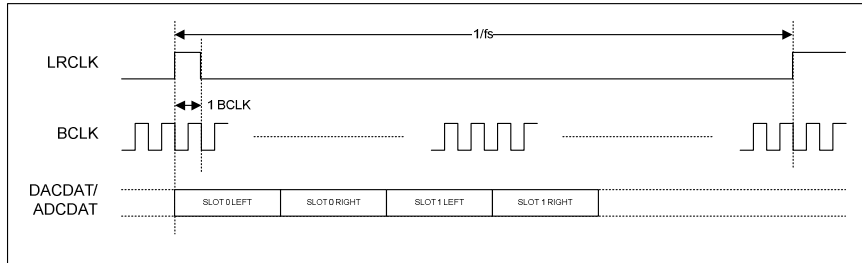 1/fs
LRCLK
1 BCLK
BCLK
DACDAT/
ADCDAT
SLOT 0 LEFT SLOT 0 RIGHT SLOT 1 LEFT SLOT 1 RIGHT